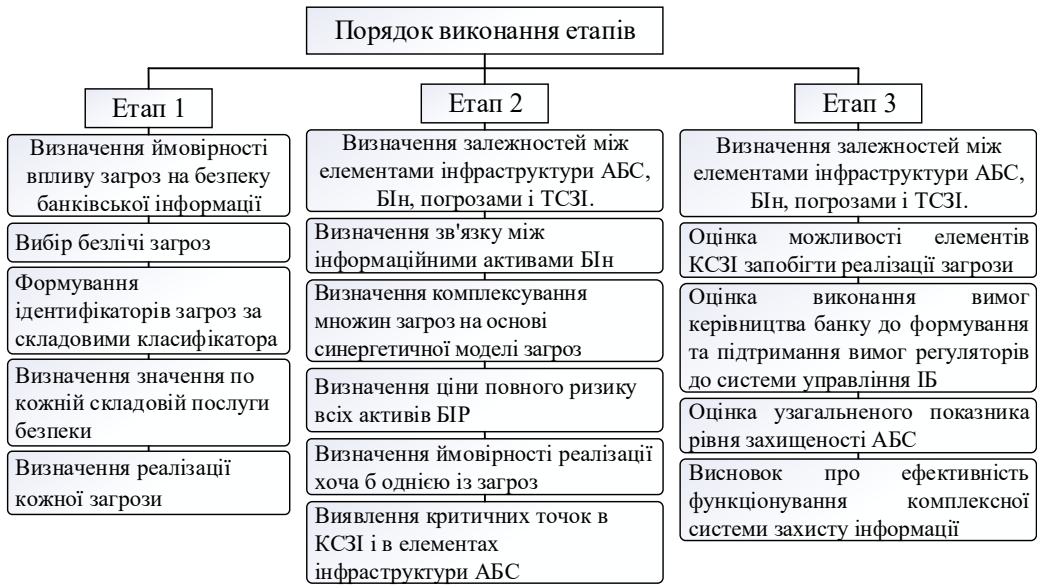 Порядок виконання етапів
Етап 1
Визначення ймовірності
впливу загроз на безпеку
банківської інформації
Вибір безлічі загроз
Формування
ідентифікаторів загроз за
складовими класифікатора
Визначення значення по
кожній складовій послуги
безпеки
Визначення реалізації
кожної загрози
Етап 2
Визначення залежностей між
елементами інфраструктури АБС,
БІн, погрозами і ТСЗІ.
Визначення зв'язку між
інформаційними активами БІн
Визначення комплексування
множин загроз на основі
синергетичної моделі загроз
Визначення ціни повного ризику
всіх активів БІР
Визначення ймовірності реалізації
хоча б однією із загроз
Виявлення критичних точок в
КСЗІ і в елементах
інфраструктури АБС
Етап 3
Визначення залежностей між
елементами інфраструктури АБС,
БІн, погрозами і ТСЗІ.
Оцінка можливості елементів
КСЗІ запобігти реалізації загрози
Оцінка виконання вимог
керівництва банку до формування
та підтримання вимог регуляторів
до системи управління ІБ
Оцінка узагальненого показника
рівня захищеності АБС
Висновок про ефективність
функціонування комплексної
системи захисту інформації